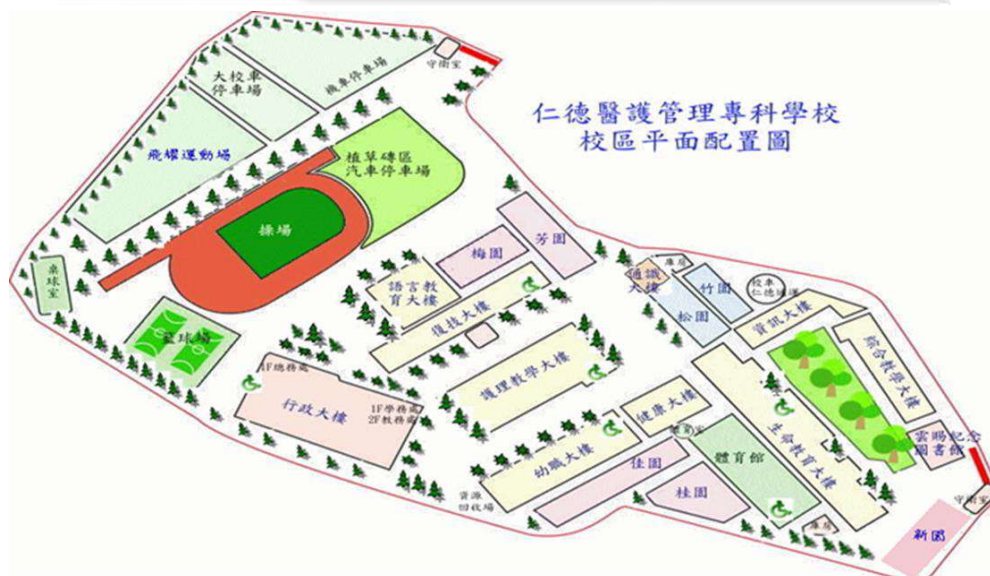 仁德醫護管理專科學校
校區平面配置圖
守衛室
機車停車場
大校車
停車場
飛耀運動場
植草磚區
汽車停車場
操場
桌球室
籃球場
芳園
梅園
語言教
育大樓
復技大樓
通識
大樓
庫房
竹園
松園
校車
資訊大樓
綜合教學大樓
雲賜紀念
圖書館
守衛室
新園
1F總務處
行政大樓
1F學務處
2F教務處
護理教學大樓
健康大樓
幼職大樓
佳園
桂園
體育館
生命教育大樓
庫房
資源
回收場